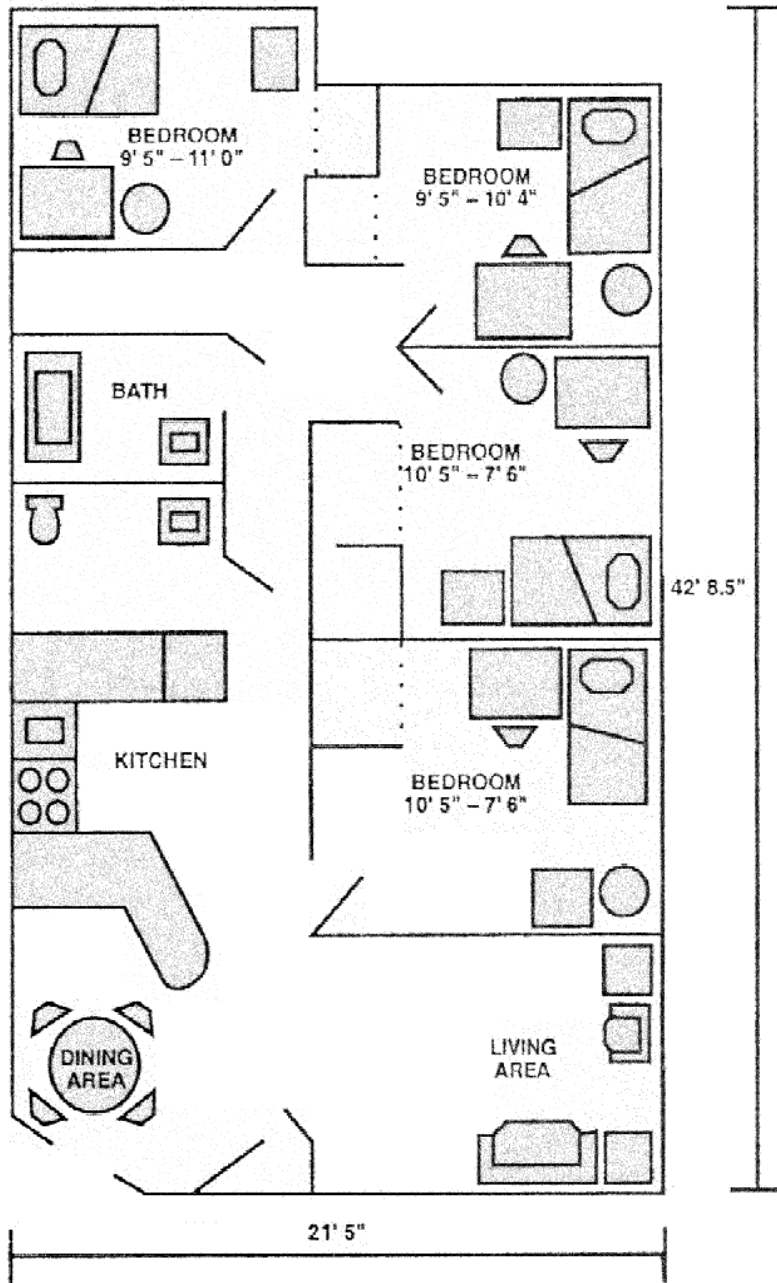 BEDROOM
9' 5" – 11' 0"
BEDROOM
9' 5" – 10' 4"
BATH
BEDROOM
10' 5" – 7' 6"
42' 8.5"
KITCHEN
BEDROOM
10' 5" – 7' 6"
DINING
AREA
LIVING
AREA
21' 5"